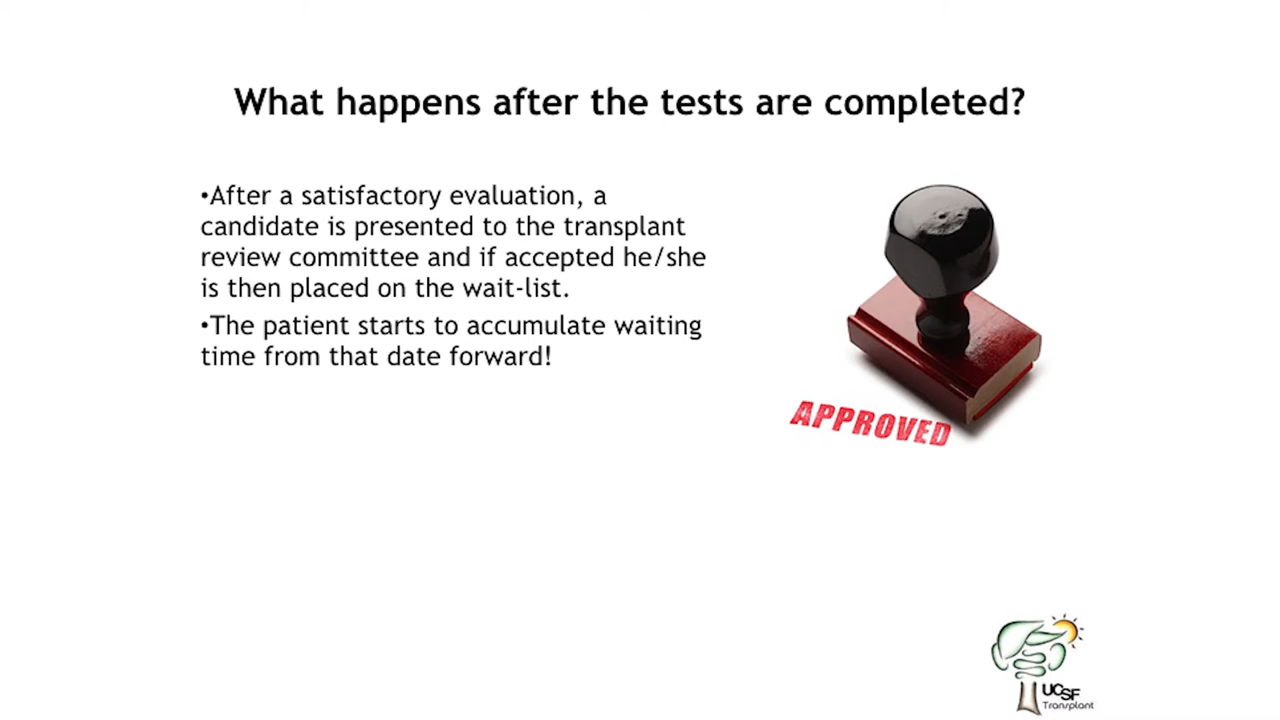 What happens after the tests are completed?
•After a satisfactory evaluation, a
candidate is presented to the transplant
review committee and if accepted he/she
is then placed on the wait-list.
•The patient starts to accumulate waiting
time from that date forward!
APPROVED
UCSF
Transplant